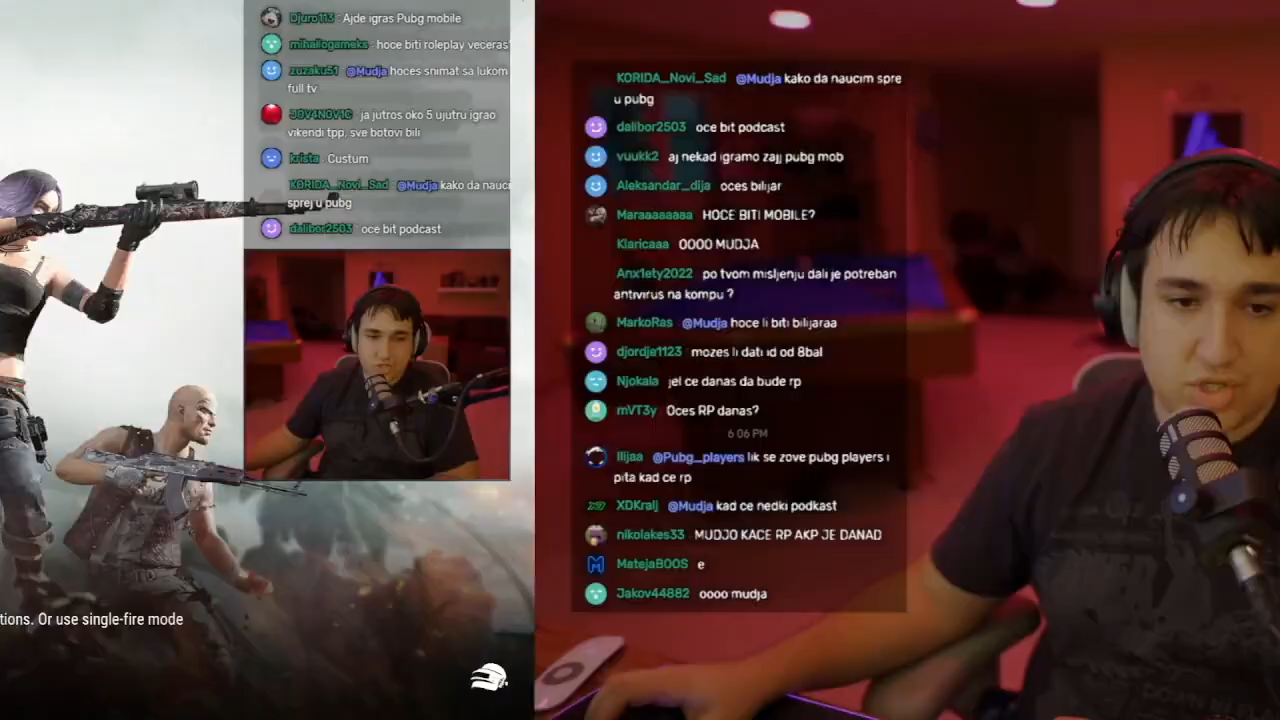 Djuro113 : Ajde igras Pubg mobile
mihailogameks : hoce biti roleplay veceras
zuzaku51 @Mudja hoces snimat sa lukom
full tv
JOV4N0V1C ja jutros oko 5 ujutru igrao
vikendi tpp, sve botovi bili
krsta : Custum
KORIDA_Novi_Sad @Mudja kako da nauci
sprej u pubg
dalibor2503 oce bit podcast
tions. Or use single-fire mode
KORIDA_Novi_Sad @Mudja kako da naucim spre
u pubg
dalibor2503 oce bit podcast
vuukk2 aj nekad igramo zajj pubg mob
Aleksandar_dija oces bilijar
Maraaaaaaaa HOCE BITI MOBILE?
Klaricaaa OOOO MUDJA
Anx1ety2022 po tvom misljenju dali je potreban
antivirus na kompu ?
MarkoRas @Mudja hoce li biti bilijaraa
djordje1123 mozes li dati id od 8bal
Njokala jel ce danas da bude rp
mVT3y Oces RP danas?
6:06 PM
Ilijaa @Pubg_players lik se zove pubg players i
pita kad ce rp
XDKralj @Mudja kad ce nedki podkast
nikolakes33 MUDJO KACE RP AKP JE DANAD
MatejaBOOS e
Jakov44882 oooo mudja